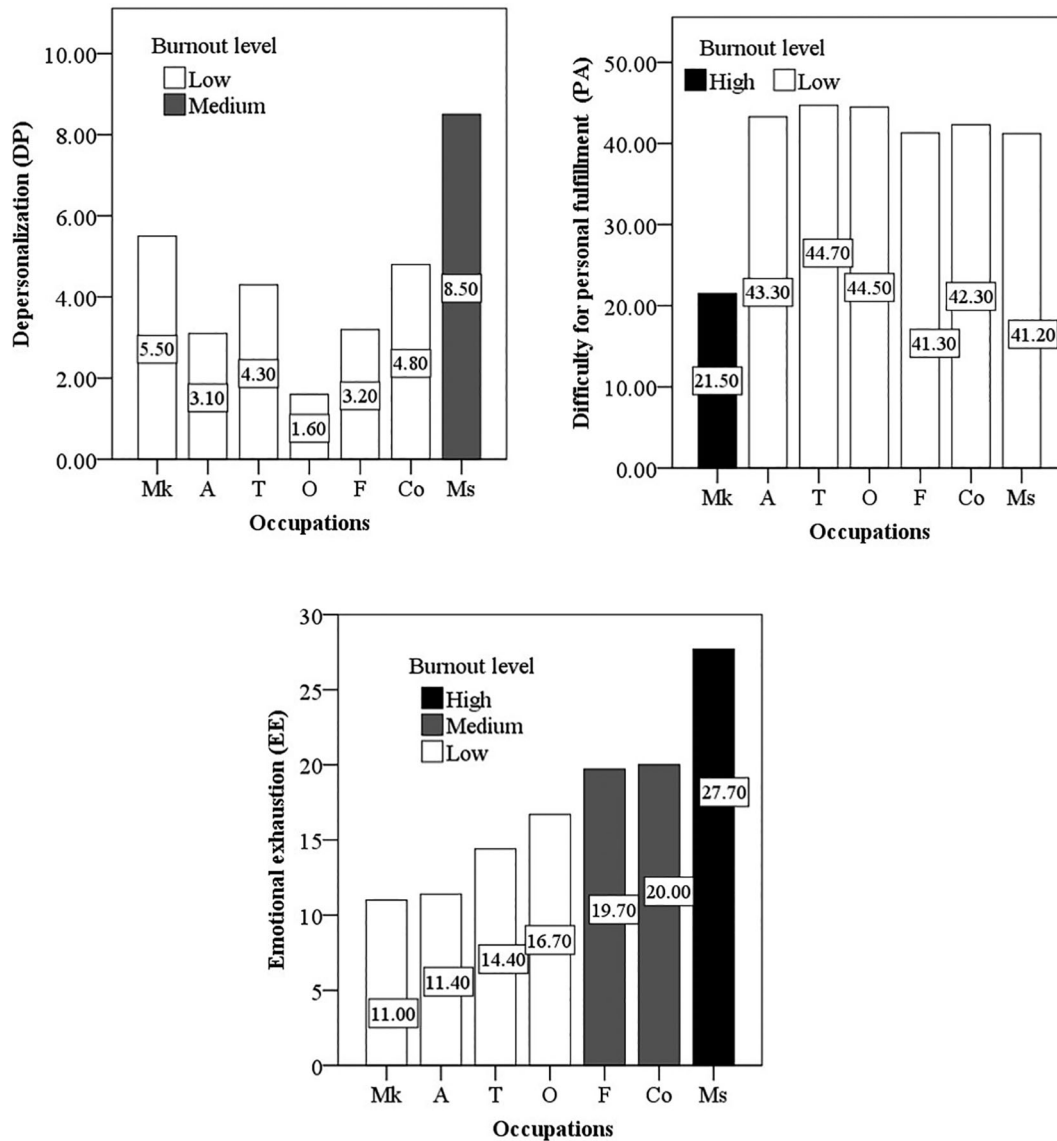 Depersonalization (DP)
10.00
8.00
6.00
4.00
2.00
0.00
Burnout level
Low
Medium
5.50
3.10
4.30
1.60
3.20
4.80
8.50
Mk A T O F Co Ms
Occupations
Difficulty for personal fulfillment (PA)
50.00
40.00
30.00
20.00
10.00
0.00
Burnout level
High Low
21.50
43.30
44.70
44.50
41.30
42.30
41.20
Mk A T O F Co Ms
Occupations
Emotional exhaustion (EE)
30
25
20
15
10
5
0
Burnout level
High
Medium
Low
11.00
11.40
14.40
16.70
19.70
20.00
27.70
Mk A T O F Co Ms
Occupations